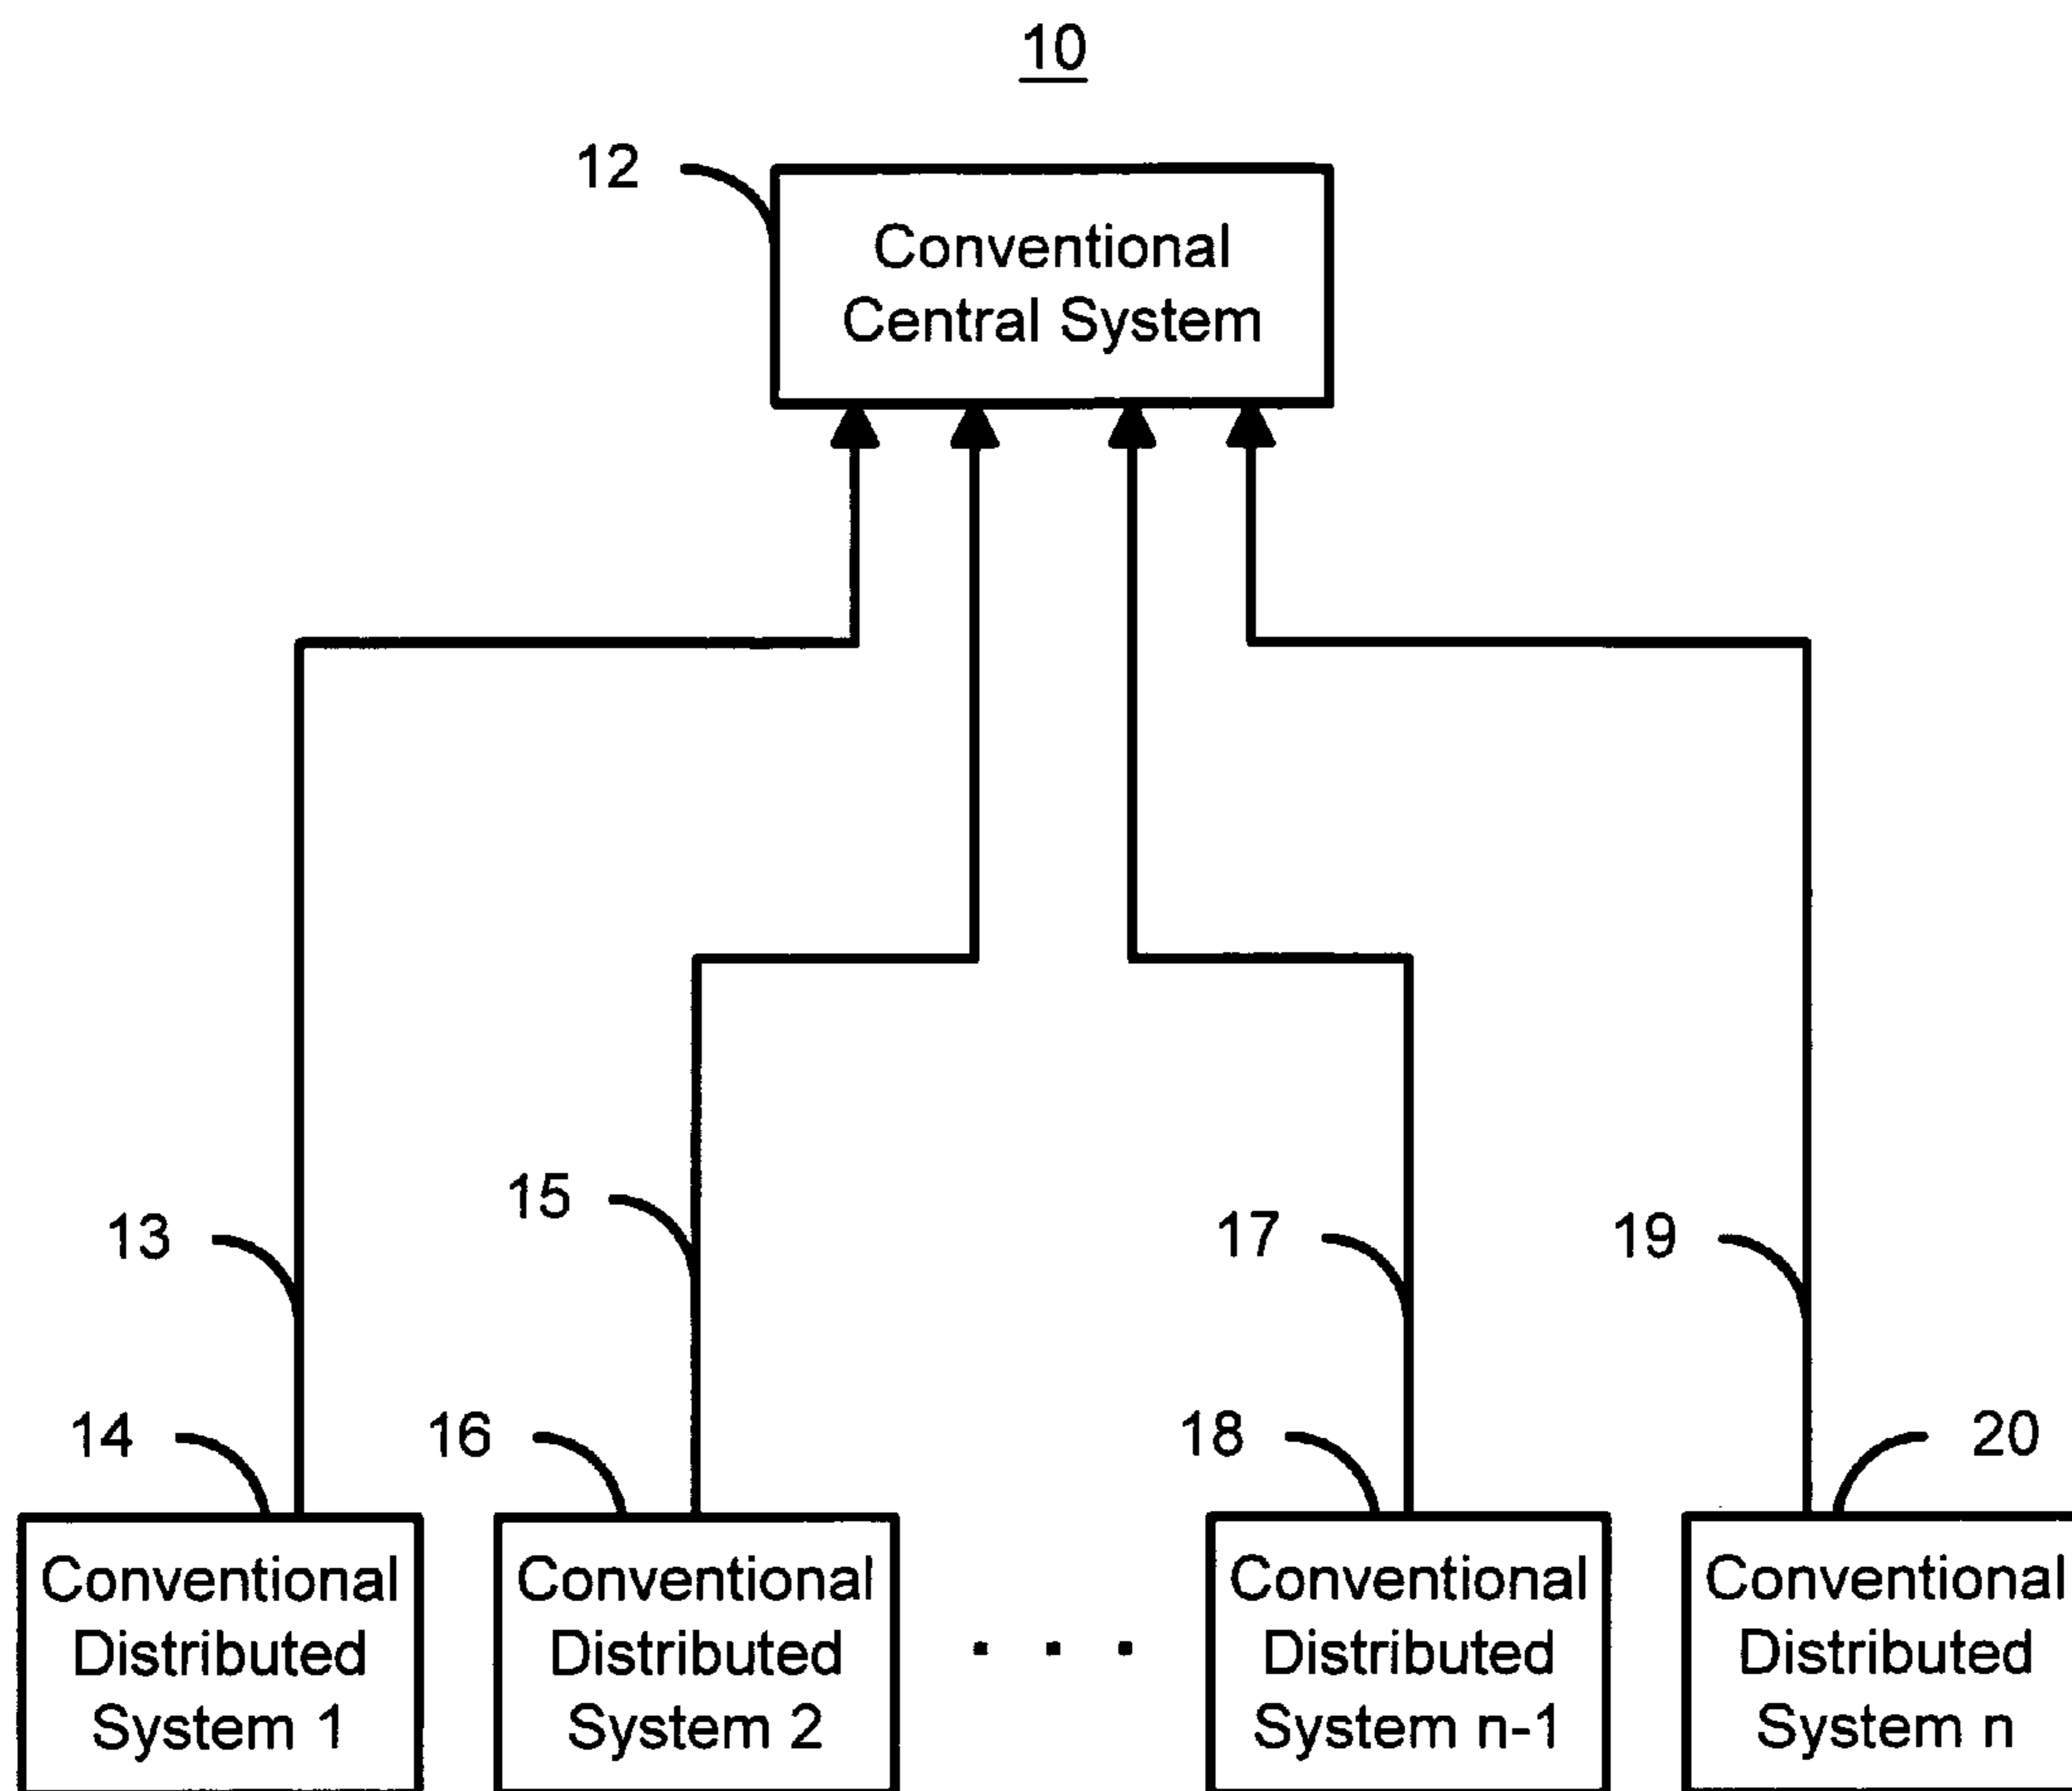 10
12
Conventional
Central System
15
13
17
19
14
16
18
20
Conventional
Distributed
System 1
Conventional
Distributed
System 2
. . .
Conventional
Distributed
System n-1
Conventional
Distributed
System n